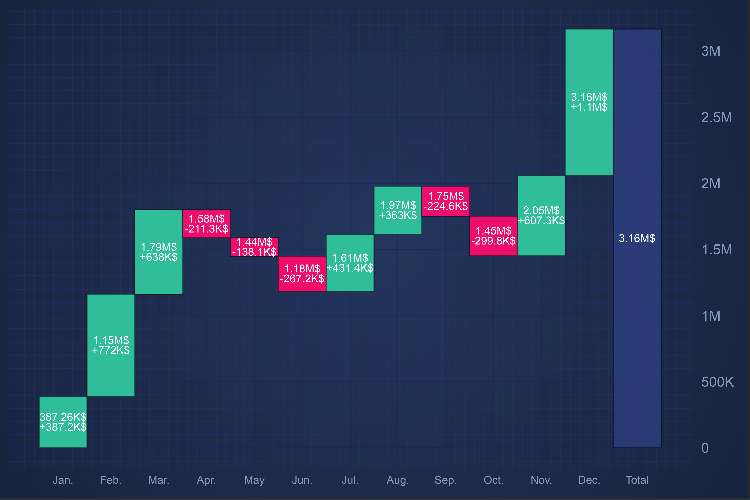 3M
2.5M
2M
1.5M
1M
500K
0
387.26K$
+387.2K$
1.15M$
+772K$
1.79M$
+638K$
1.58M$
-211.3K$
1.44M$
-138.1K$
1.18M$
-267.2K$
1.61M$
+431.4K$
1.97M$
+363K$
1.75M$
-224.6K$
1.45M$
-299.8K$
2.05M$
+607.3K$
3.16M$
+1.1M$
3.16M$
Jan. Feb. Mar. Apr. May Jun. Jul. Aug. Sep. Oct. Nov. Dec. Total